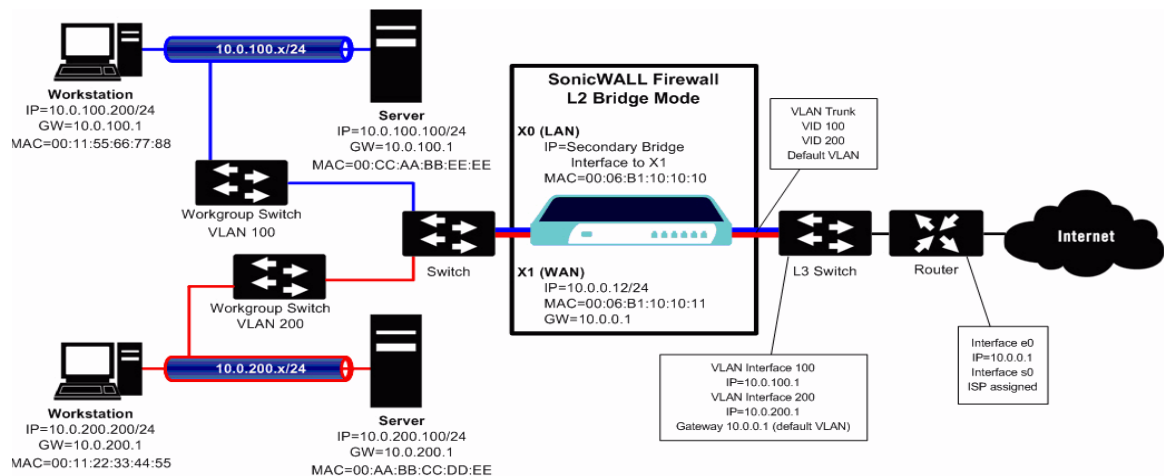 10.0.100.x/24
Workstation
IP=10.0.100.200/24
GW=10.0.100.1
MAC=00:11:55:66:77:88
Server
IP=10.0.100.100/24
GW=10.0.100.1
MAC=00:CC:AA:BB:EE:EE
Workgroup Switch
VLAN 100
Switch
Workgroup Switch
VLAN 200
10.0.200.x/24
Workstation
IP=10.0.200.200/24
GW=10.0.200.1
MAC=00:11:22:33:44:55
Server
IP=10.0.200.100/24
GW=10.0.200.1
MAC=00:AA:BB:CC:DD:EE
SonicWALL Firewall
L2 Bridge Mode
X0 (LAN)
IP=Secondary Bridge
Interface to X1
MAC=00:06:B1:10:10:10
X1 (WAN)
IP=10.0.0.12/24
MAC=00:06:B1:10:10:11
GW=10.0.0.1
VLAN Trunk
VID 100
VID 200
Default VLAN
L3 Switch
Router
Internet
VLAN Interface 100
IP=10.0.100.1
VLAN Interface 200
IP=10.0.200.1
Gateway 10.0.0.1 (default VLAN)
Interface e0
IP=10.0.0.1
Interface s0
ISP assigned